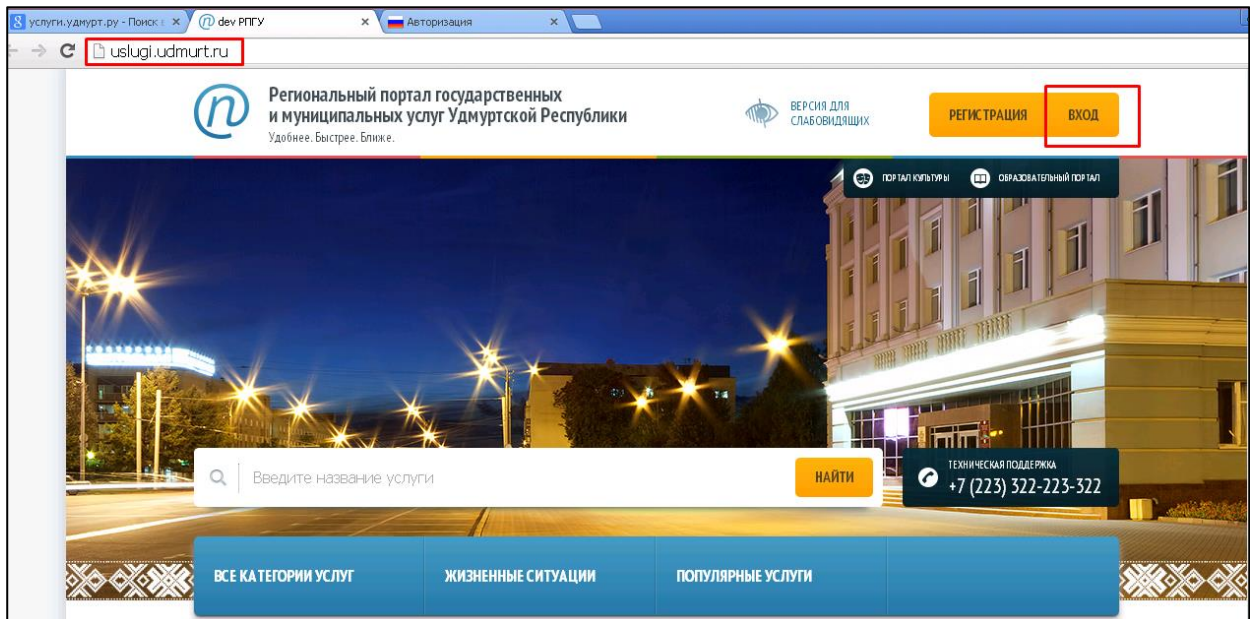 услуги.удмурт.ру - Поиск
dev РПГУ
Авторизация
uslugi.udmurt.ru
Региональный портал государственных
и муниципальных услуг Удмуртской Республики
Удобнее. Быстрее. Ближе.
ВЕРСИЯ ДЛЯ
СЛАБОВИДЯЩИХ
РЕГИСТРАЦИЯ
ВХОД
ПОРТАЛ КУЛЬТУРЫ
ОБРАЗОВАТЕЛЬНЫЙ ПОРТАЛ
Введите название услуги
НАЙТИ
ТЕХНИЧЕСКАЯ ПОДДЕРЖКА
+7 (223) 322-223-322
ВСЕ КАТЕГОРИИ УСЛУГ
ЖИЗНЕННЫЕ СИТУАЦИИ
ПОПУЛЯРНЫЕ УСЛУГИ